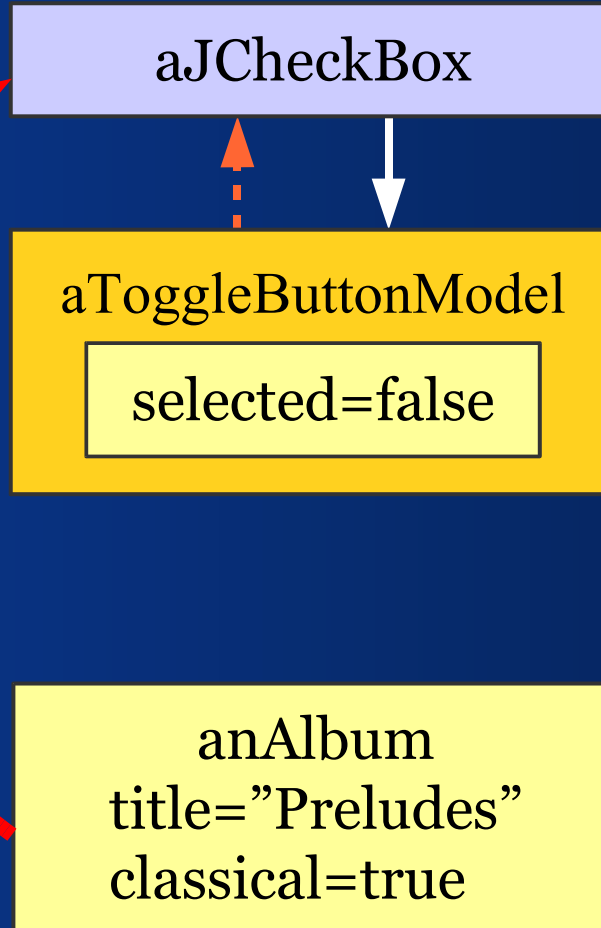 aJCheckBox
aToggleButtonModel
selected=false
anAlbum
title=”Preludes”
classical=true